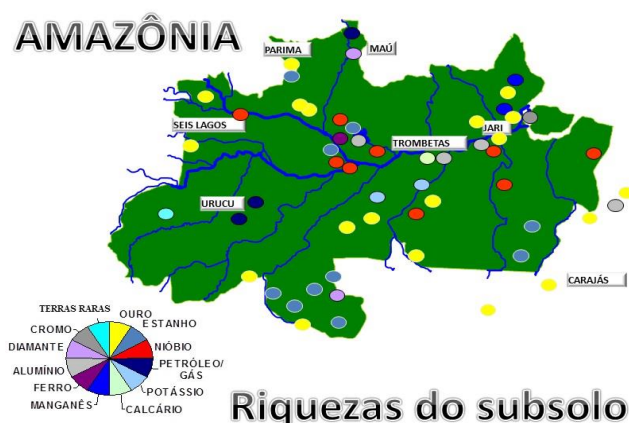 AMAZÔNIA
PARIMA
MAÚ
SEIS LAGOS
TROMBETAS
JARI
URUCU
CARAJÁS
TERRAS RARAS
OURO
ESTANHO
CROMO
NIÓBIO
DIAMANTE
PETRÓLEO/
GÁS
ALUMÍNIO
POTÁSSIO
FERRO
CALCÁRIO
MANGANÊS
Riquezas do subsolo